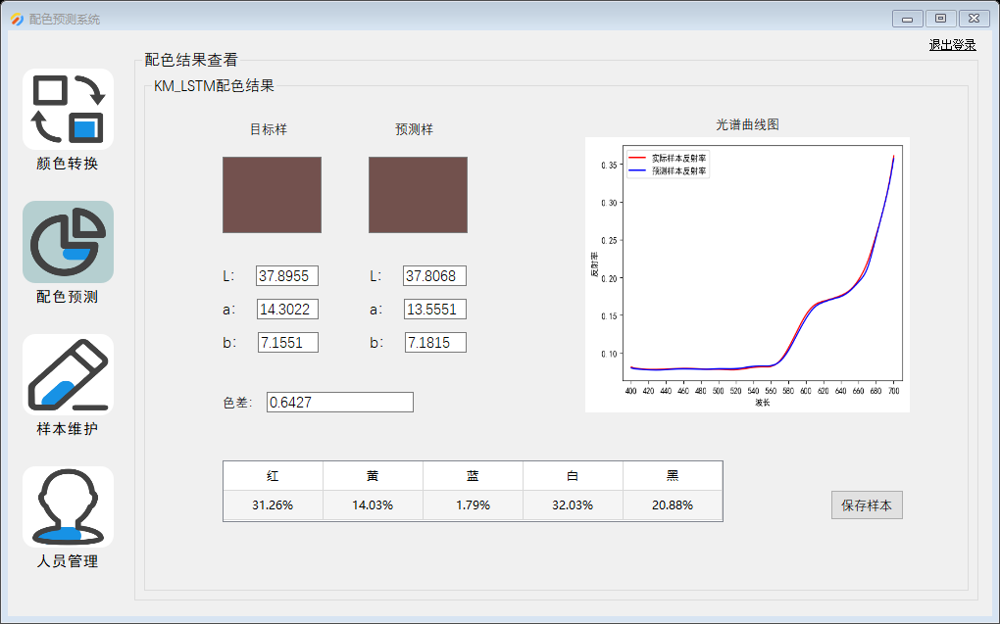 配色预测系统
退出登录
颜色转换
配色预测
样本维护
人员管理
配色结果查看
KM_LSTM配色结果
目标样 预测样
L: 37.8955 L: 37.8068
a: 14.3022 a: 13.5551
b: 7.1551 b: 7.1815
色差: 0.6427
光谱曲线图
实际样本反射率
预测样本反射率
反射率
0.35
0.30
0.25
0.20
0.15
0.10
400 420 440 460 480 500 520 540 560 580 600 620 640 660 680 700
波长
红 黄 蓝 白 黑
31.26% 14.03% 1.79% 32.03% 20.88%
保存样本